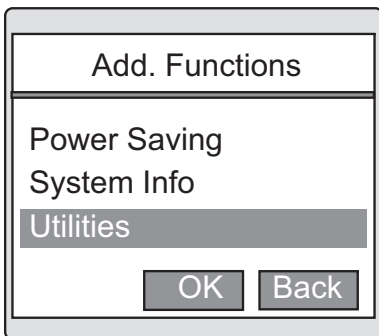 Add. Functions
Power Saving
System Info
Utilities
OK Back